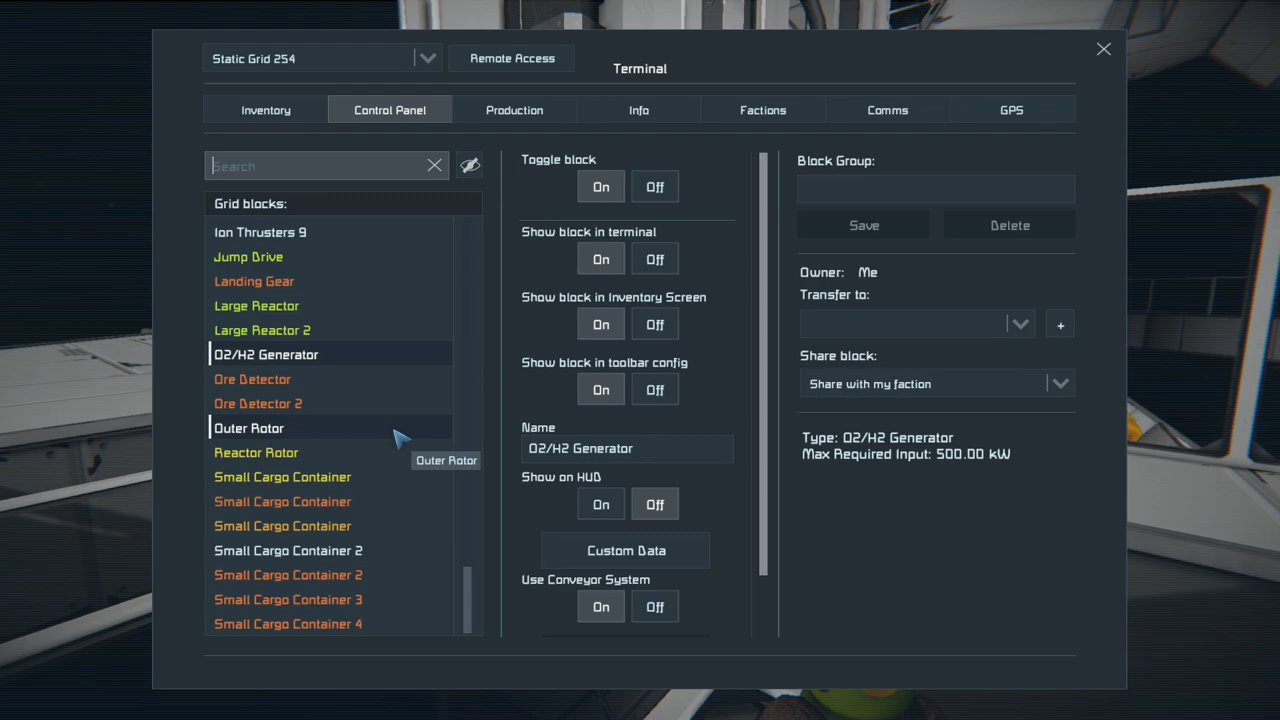 Static Grid 254
Remote Access
Terminal
Inventory
Control Panel
Production
Info
Factions
Comms
GPS
Search
Grid blocks:
Ion Thrusters 9
Jump Drive
Landing Gear
Large Reactor
Large Reactor 2
O2/H2 Generator
Ore Detector
Ore Detector 2
Outer Rotor
Reactor Rotor
Small Cargo Container
Small Cargo Container
Small Cargo Container
Small Cargo Container 2
Small Cargo Container 2
Small Cargo Container 3
Small Cargo Container 4
Outer Rotor
Toggle block
On Off
Show block in terminal
On Off
Show block in Inventory Screen
On Off
Show block in toolbar config
On Off
Name
O2/H2 Generator
Show on HUD
On Off
Custom Data
Use Conveyor System
On Off
Block Group:
Save Delete
Owner: Me
Transfer to:
+
Share block:
Share with my faction
Type: O2/H2 Generator
Max Required Input: 500.00 kW